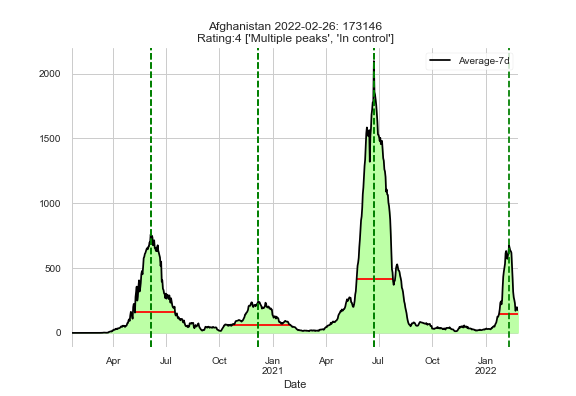 Afghanistan 2022-02-26: 173146
Rating:4 ['Multiple peaks', 'In control']
Average-7d
2000
1500
1000
500
0
Apr Jul Oct Jan Apr Jul Oct Jan
2021 2022
Date